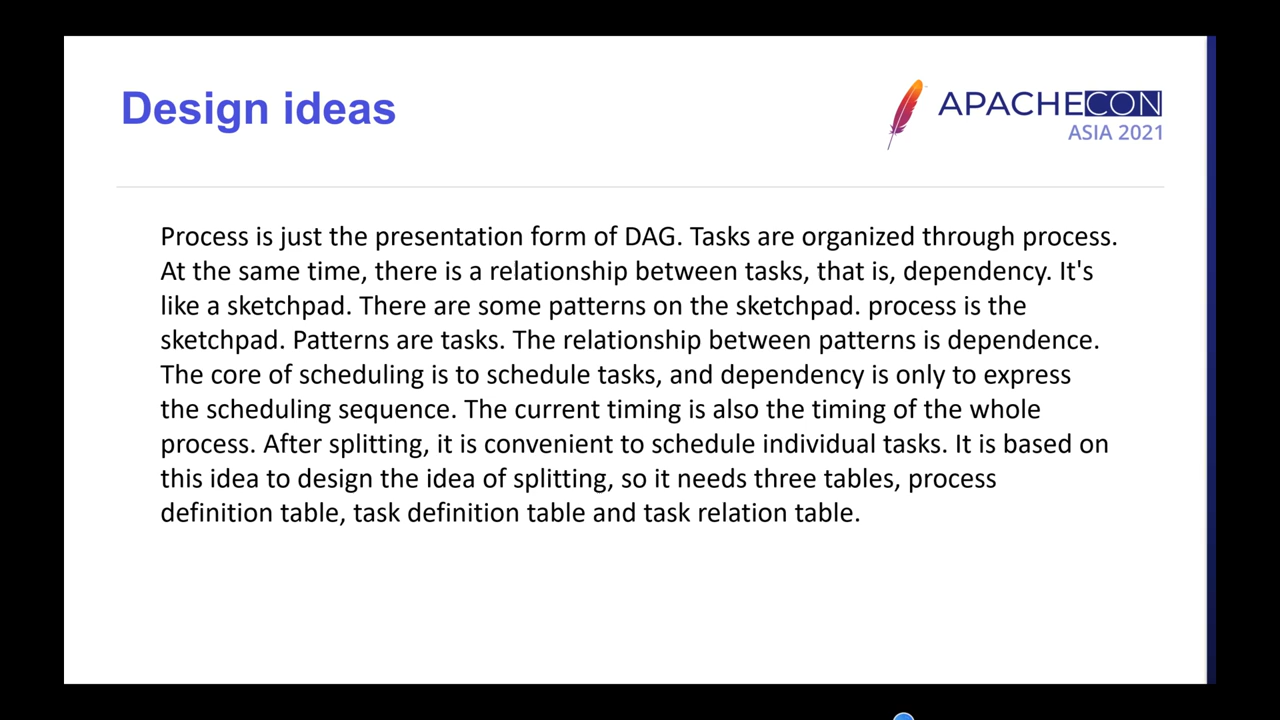 Design ideas
APACHECON
ASIA 2021
Process is just the presentation form of DAG. Tasks are organized through process.
At the same time, there is a relationship between tasks, that is, dependency. It's
like a sketchpad. There are some patterns on the sketchpad. process is the
sketchpad. Patterns are tasks. The relationship between patterns is dependence.
The core of scheduling is to schedule tasks, and dependency is only to express
the scheduling sequence. The current timing is also the timing of the whole
process. After splitting, it is convenient to schedule individual tasks. It is based on
this idea to design the idea of splitting, so it needs three tables, process
definition table, task definition table and task relation table.